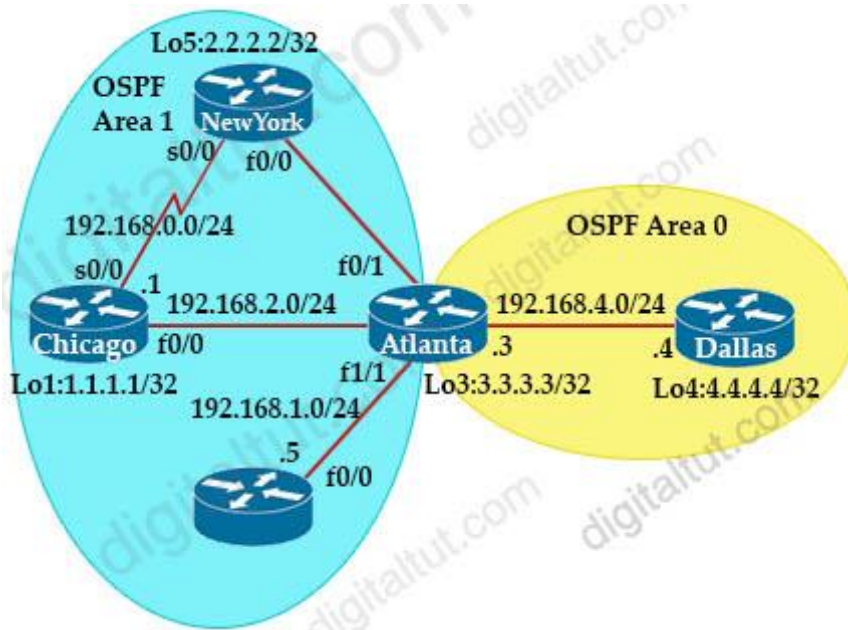 Lo5:2.2.2.2/32
OSPF
Area 1
NewYork
s0/0
f0/0
192.168.0.0/24
OSPF Area 0
f0/1
s0/0
.1
192.168.2.0/24
192.168.4.0/24
Chicago
f0/0
Atlanta
.3
.4
Dallas
Lo1:1.1.1.1/32
f1/1
Lo3:3.3.3.3/32
Lo4:4.4.4.4/32
192.168.1.0/24
.5
f0/0
digitaltut.com
digitaltut.com
digitaltut.com
digitaltut.com
digitaltut.com